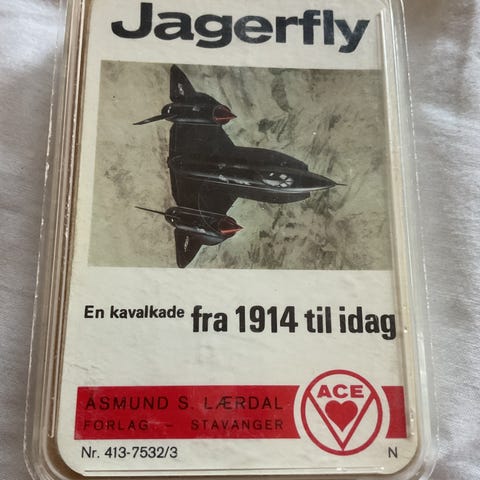 Jagerfly
En kavalkade fra 1914 til idag
ASMUND S. LÆRDAL
FORLAG - STAVANGER
ACE
Nr. 413-7532/3
N